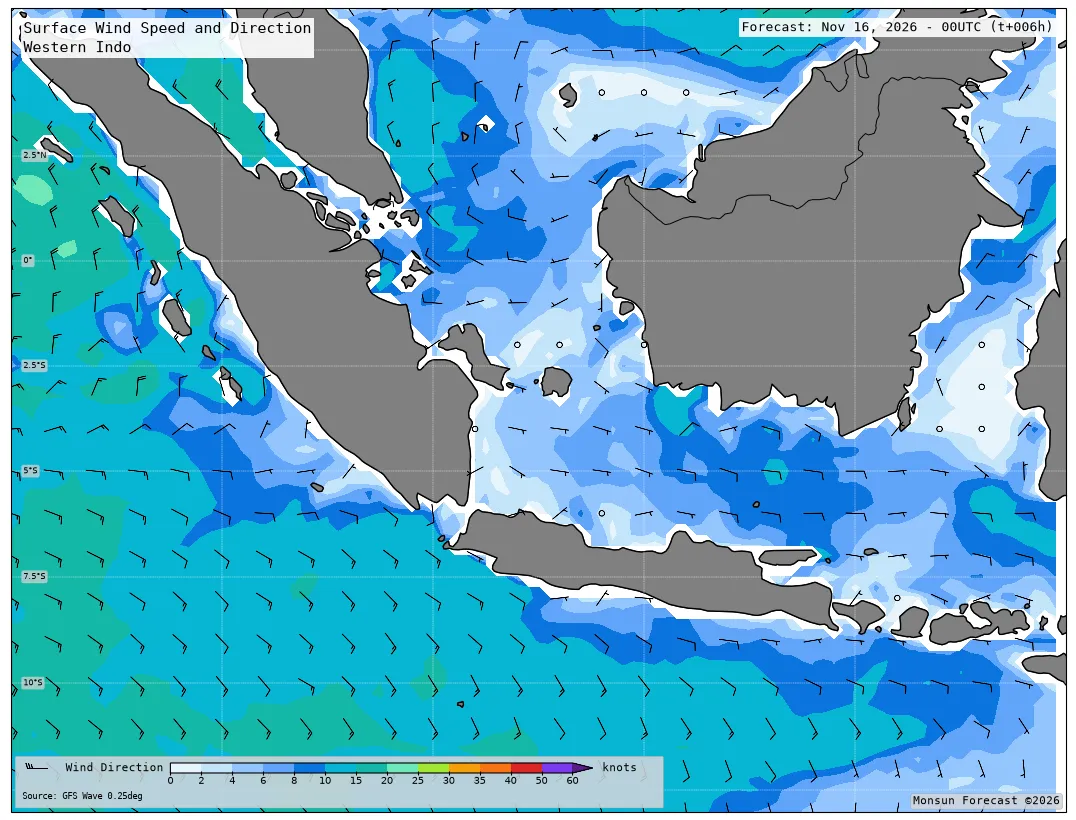 Surface Wind Speed and Direction
Western Indo
Forecast: Nov 16, 2026 - 00UTC (t+006h)
2.5°N
0°
2.5°S
5°S
7.5°S
10°S
Wind Direction
0 2 4 6 8 10 15 20 25 30 35 40 50 60
knots
Source: GFS Wave 0.25deg
Monsun Forecast ©2026